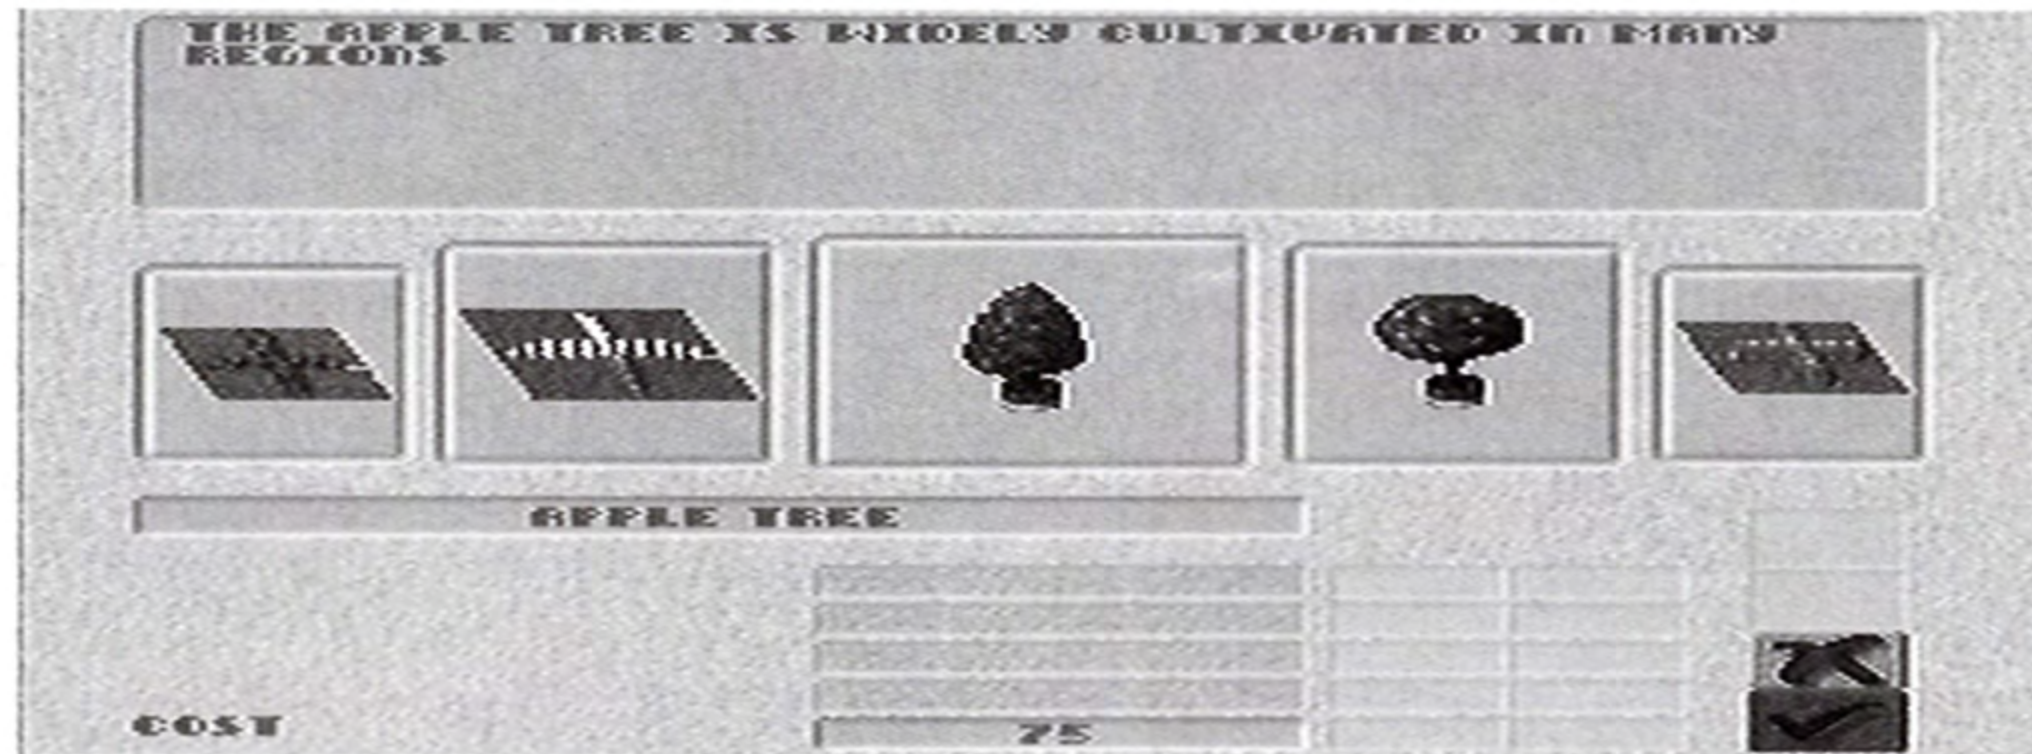 THE APPLE TREE IS WIDELY CULTIVATED IN MANY
REGIONS
APPLE TREE
COST
75